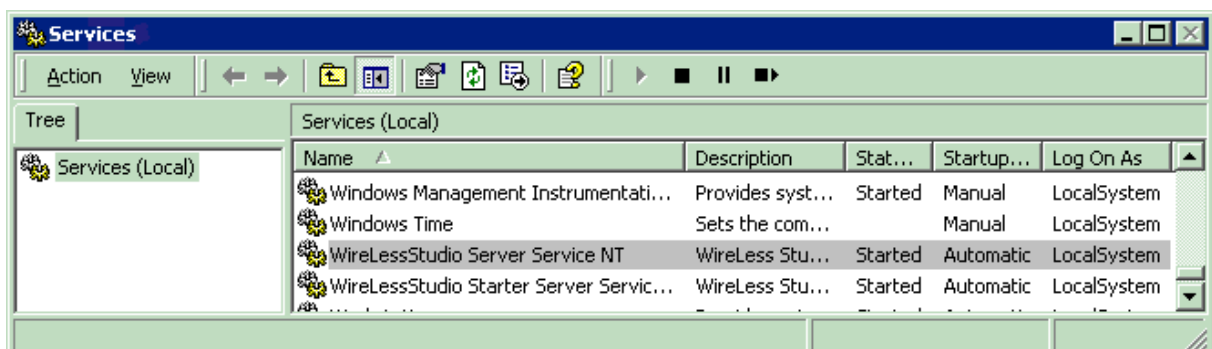 Services
Action View
Tree
Services (Local)
Services (Local)
Name Description Stat... Startup... Log On As
Windows Management Instrumentati... Provides syst... Started Manual LocalSystem
Windows Time Sets the com... Manual LocalSystem
WireLessStudio Server Service NT WireLess Stu... Started Automatic LocalSystem
WireLessStudio Starter Server Servic... WireLess Stu... Started Automatic LocalSystem